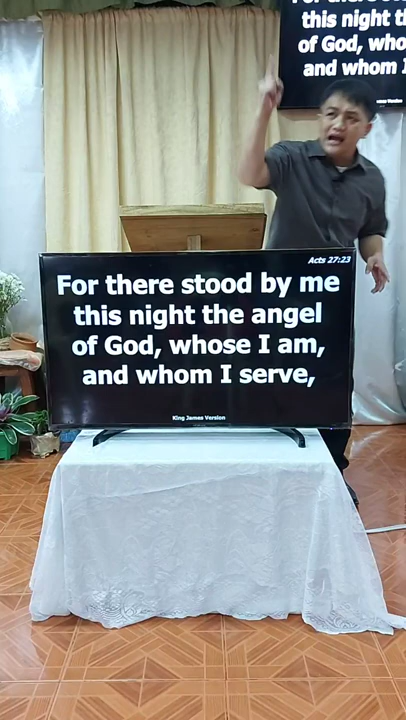 this night th
of God, who
and whom I
Acts 27:23
For there stood by me
this night the angel
of God, whose I am,
and whom I serve,
King James Version